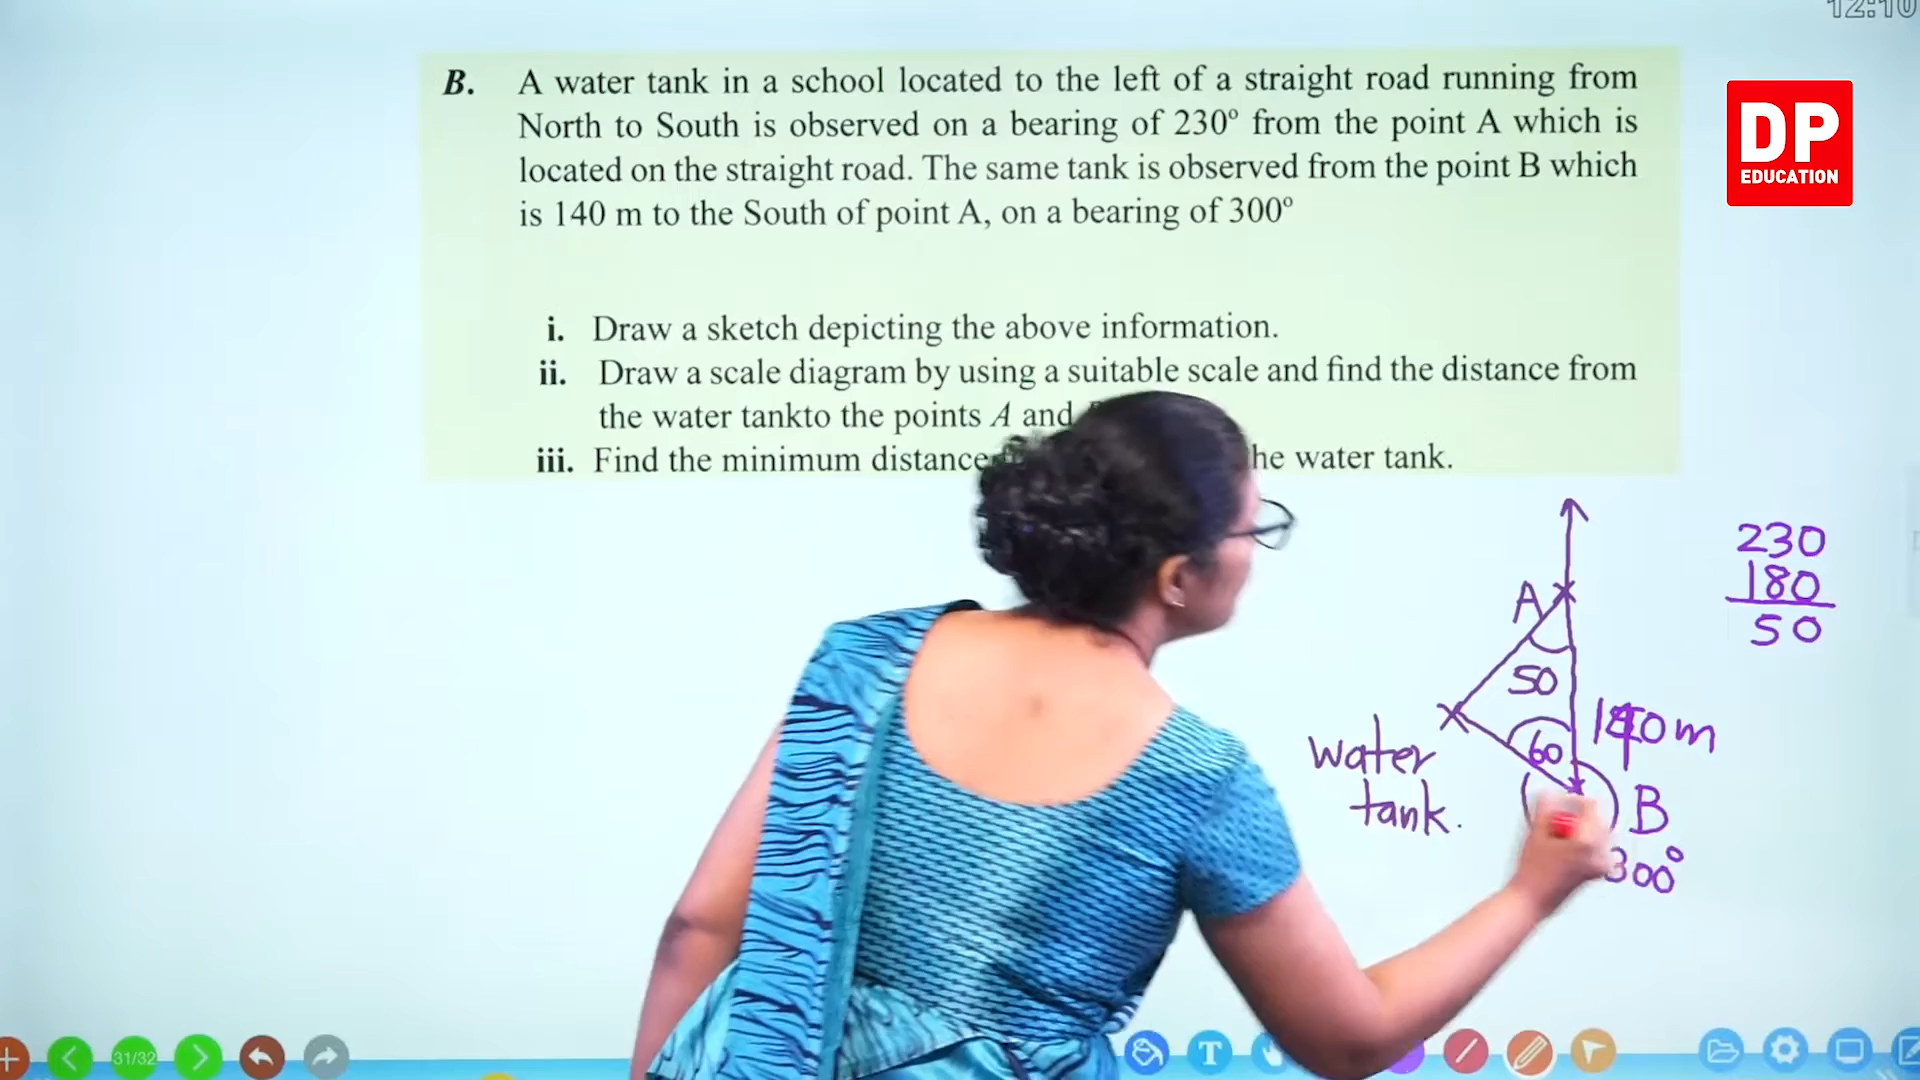 12:10
DP
EDUCATION
B. A water tank in a school located to the left of a straight road running from
North to South is observed on a bearing of 230º from the point A which is
located on the straight road. The same tank is observed from the point B which
is 140 m to the South of point A, on a bearing of 300º
i. Draw a sketch depicting the above information.
ii. Draw a scale diagram by using a suitable scale and find the distance from
the water tankto the points A and
iii. Find the minimum distance he water tank.
230
180
50
A
50
140m
60
water
tank.
B
300°
31/32
T